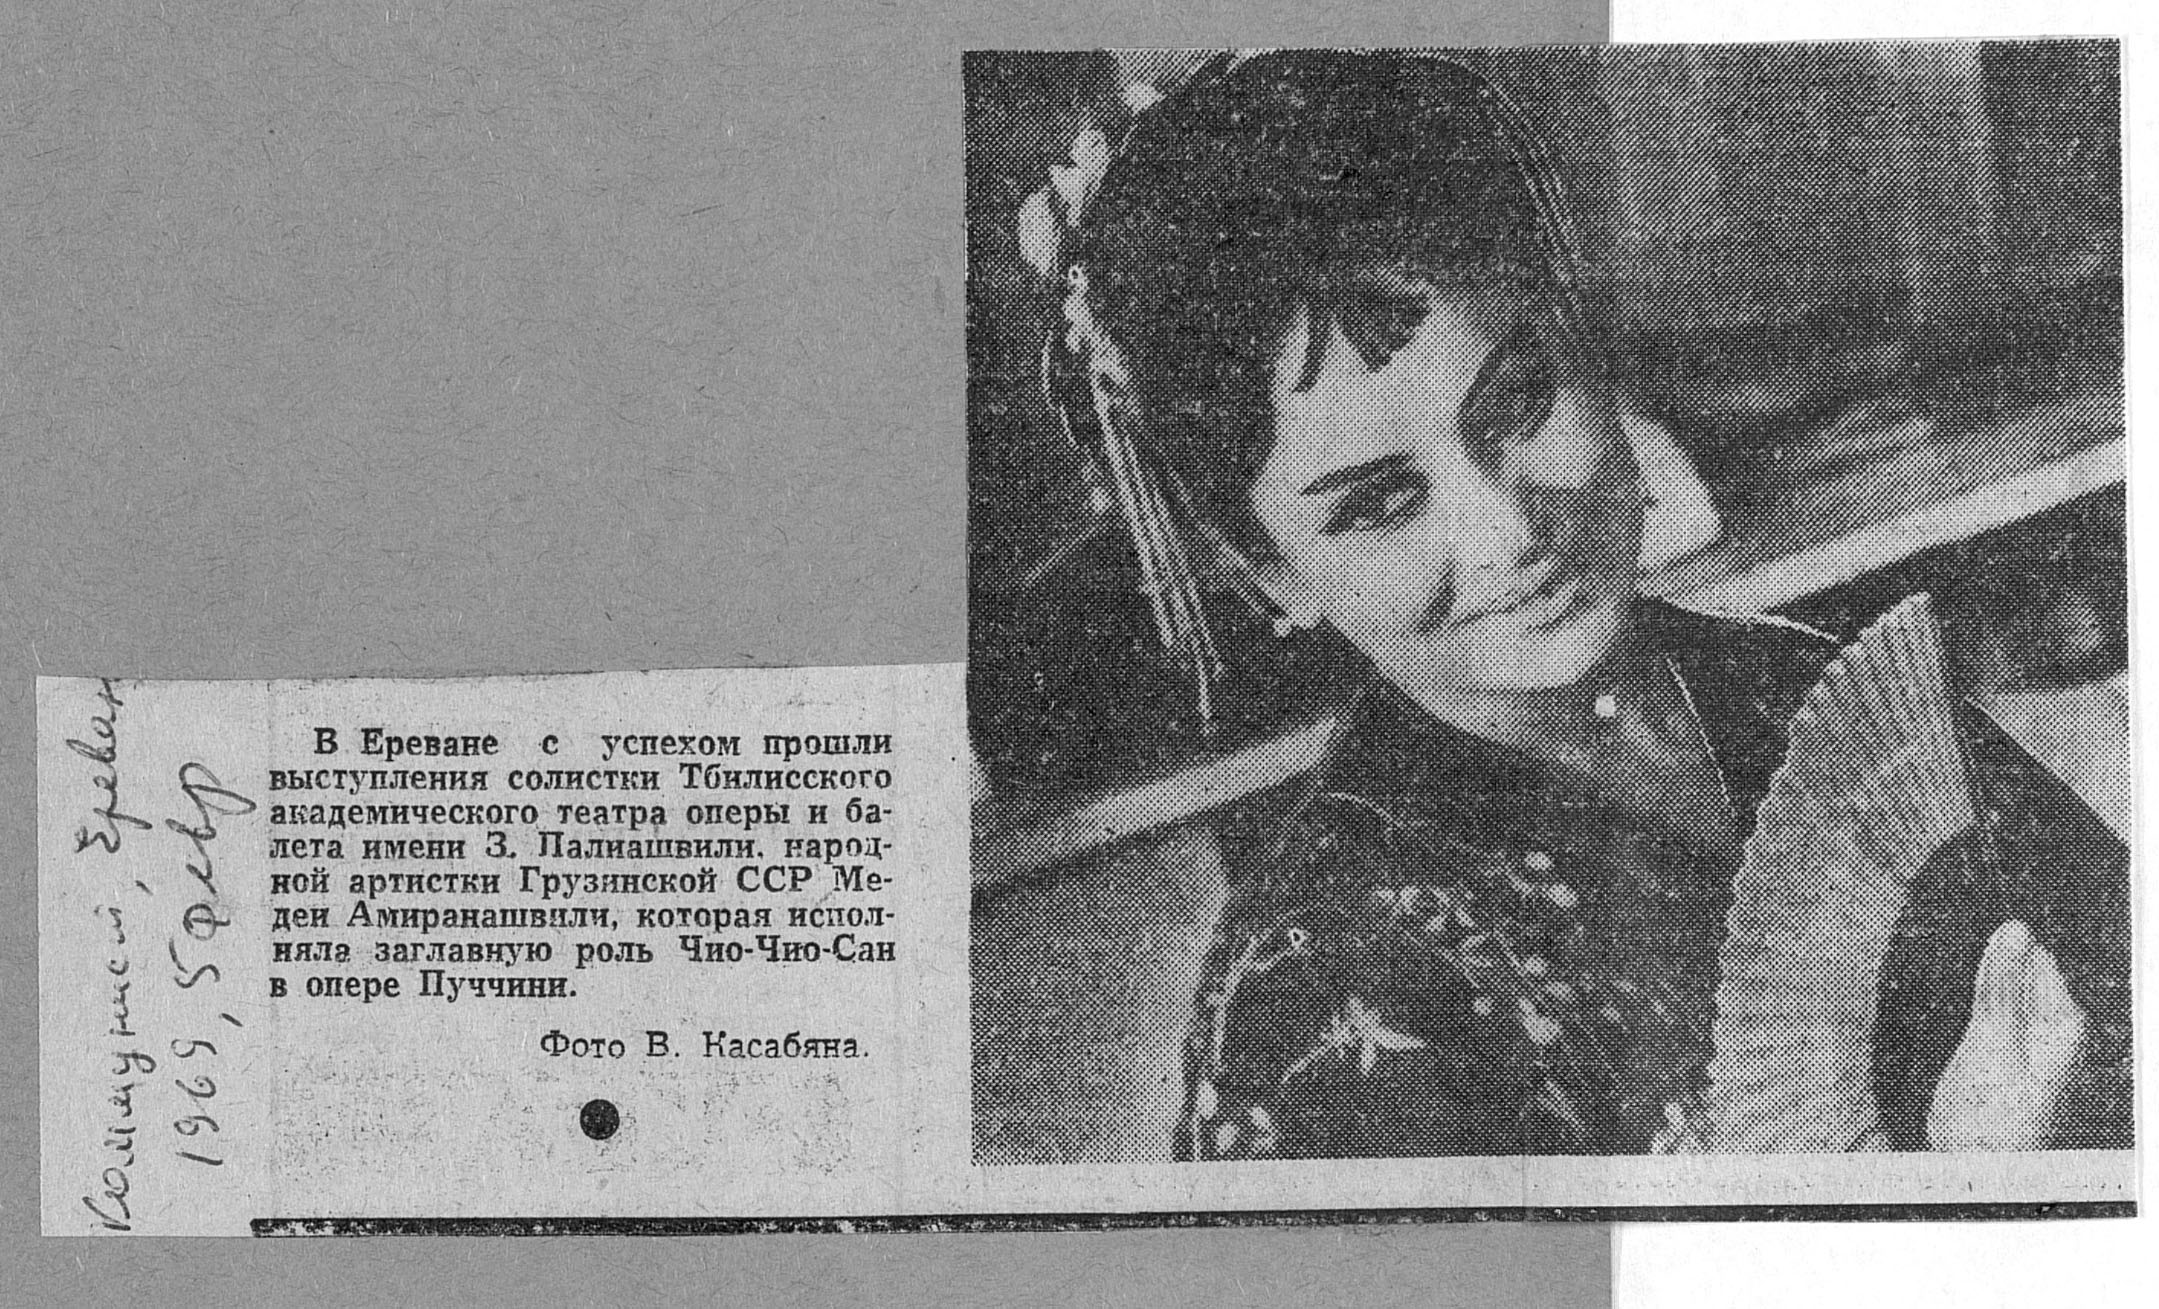 Коммунист, Ереван
1969, 5 февр
В Ереване с успехом прошли
выступления солистки Тбилисского
академического театра оперы и ба-
лета имени З. Палиашвили, народ-
ной артистки Грузинской ССР Ме-
деи Амиранашвили, которая испол-
няла заглавную роль Чио-Чио-Сан
в опере Пуччини.
Фото В. Касабяна.